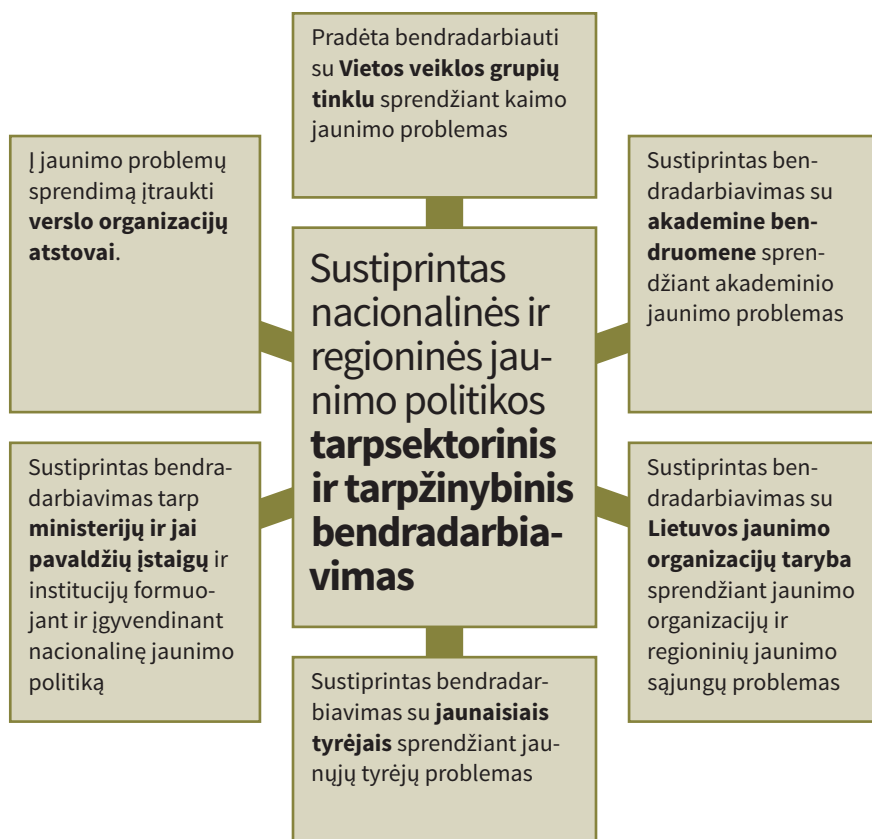 Pradėta bendradarbiauti
su Vietos veiklos grupių
tinklu sprendžiant kaimo
jaunimo problemas
Į jaunimo problemų
sprendimą įtraukti
verslo organizacijų
atstovai.
Sustiprintas ben-
dradarbiavimas su
akademine ben-
druomene spren-
džiant akademinio
jaunimo problemas
Sustiprintas
nacionalinės ir
regioninės jau-
nimo politikos
tarpsektorinis
ir tarpžinybinis
bendradarbia-
vimas
Sustiprintas bendra-
darbiavimas tarp
ministerijų ir jai
pavaldžių įstaigų ir
institucijų formuo-
jant ir įgyvendinant
nacionalinę jaunimo
politiką
Sustiprintas ben-
dradarbiavimas su
Lietuvos jaunimo
organizacijų taryba
sprendžiant jaunimo
organizacijų ir
regioninių jaunimo
sąjungų problemas
Sustiprintas bendradar-
biavimas su jaunaisiais
tyrėjais sprendžiant jau-
nųjų tyrėjų problemas